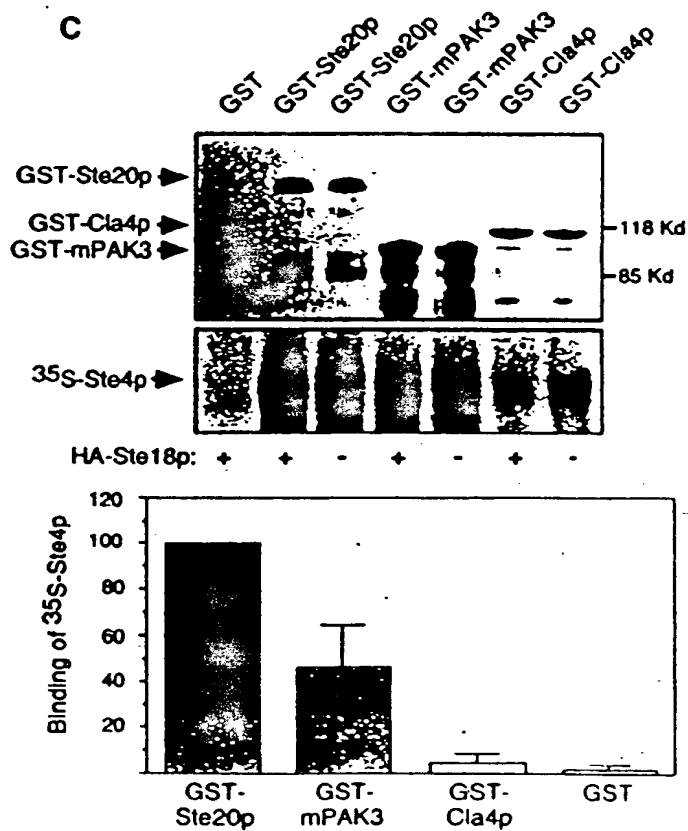 C
GST
GST-Ste20p
GST-Ste20p
GST-mPAK3
GST-mPAK3
GST-Cla4p
GST-Cla4p
GST-Ste20p
GST-Cla4p
118 Kd
GST-mPAK3
85 Kd
35S-Ste4p
HA-Ste18p: + + - + - + -
120
100
80
60
40
20
Binding of 35S-Ste4p
GST-Ste20p
GST-mPAK3
GST-Cla4p
GST